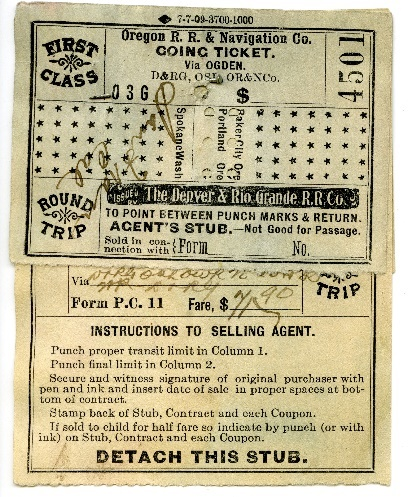 7-7-09-3700-1000
FIRST CLASS
Oregon R. R. & Navigation Co.
GOING TICKET.
Via OGDEN.
D&RG, OSL, OR&NCo.
036
$
4501
Spokane Wash
Portland Ore
Baker City Ore
ROUND TRIP
ISSUED BY The Denver & Rio Grande R.R. Co.
TO POINT BETWEEN PUNCH MARKS & RETURN.
AGENT'S STUB.—Not Good for Passage.
Sold in connection with Form No.
Via
TRIP
Form P.C. 11 Fare, $
INSTRUCTIONS TO SELLING AGENT.
Punch proper transit limit in Column 1.
Punch final limit in Column 2.
Secure and witness signature of original purchaser with
pen and ink and insert date of sale in proper spaces at bot-
tom of contract.
Stamp back of Stub, Contract and each Coupon.
If sold to child for half fare so indicate by punch (or with
ink) on Stub, Contract and each Coupon.
DETACH THIS STUB.